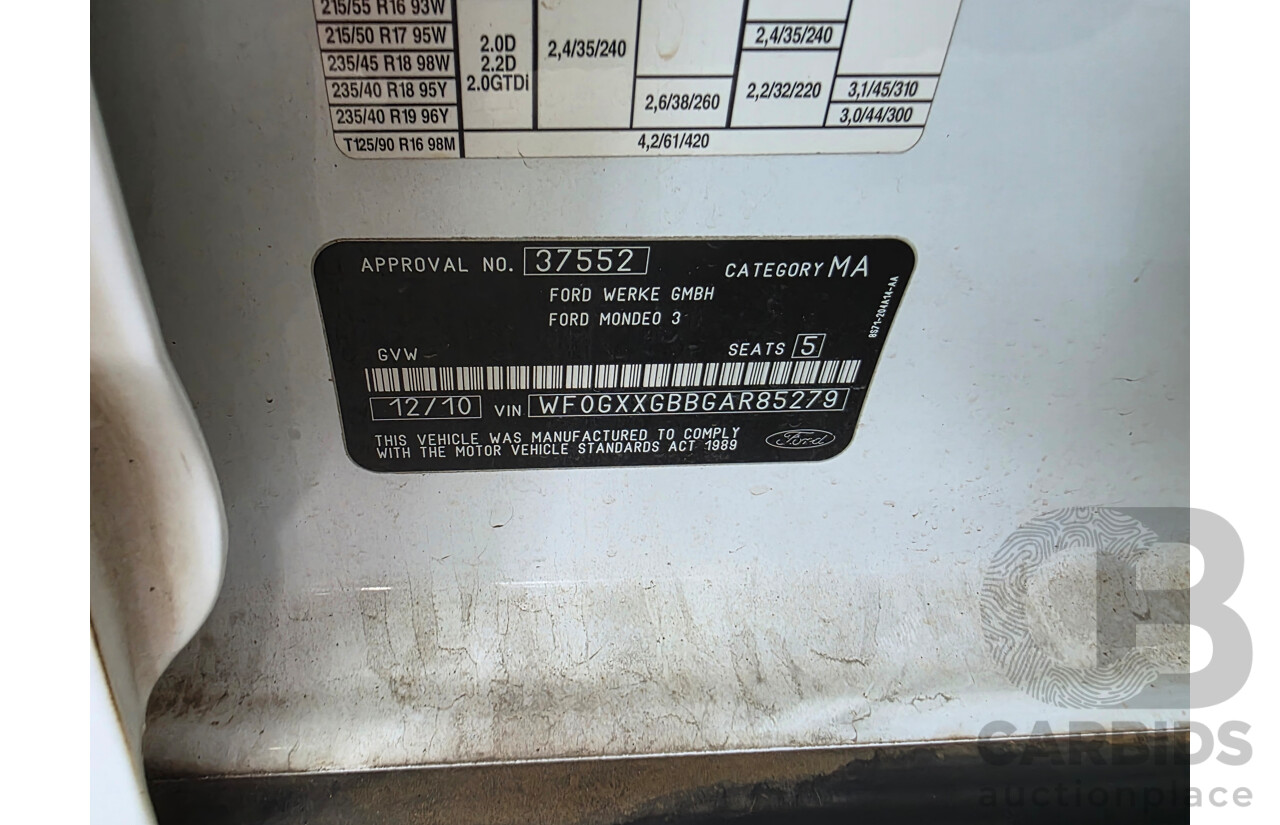 215/55 R16 93W
215/50 R17 95W 2.0D 2,4/35/240 2,4/35/240
235/45 R18 98W 2.2D
235/40 R18 95Y 2.0GTDi 2,6/38/260 2,2/32/220 3,1/45/310
235/40 R19 96Y 3,0/44/300
T125/90 R16 98M 4,2/61/420
APPROVAL NO. 37552 CATEGORY MA
FORD WERKE GMBH
FORD MONDEO 3
8S71-204A14-AA
GVW SEATS 5
12/10 VIN WF0GXXGBBGAR85279
THIS VEHICLE WAS MANUFACTURED TO COMPLY
WITH THE MOTOR VEHICLE STANDARDS ACT 1989
Ford
CB
CARBIDS
auctionplace